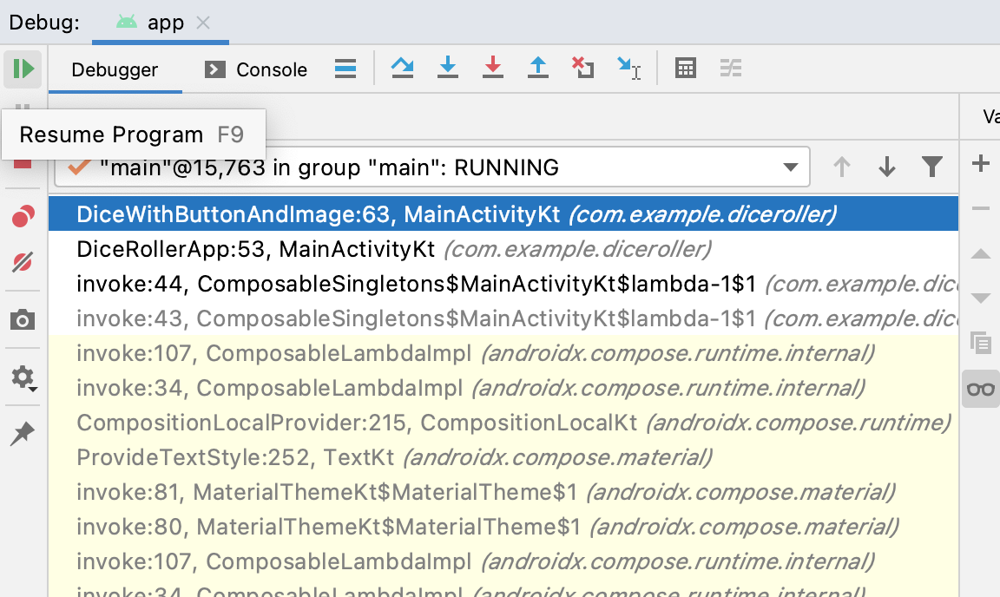 Debug: app
Debugger Console
Va
Resume Program F9
"main"@15,763 in group "main": RUNNING
DiceWithButtonAndImage:63, MainActivityKt (com.example.diceroller)
DiceRollerApp:53, MainActivityKt (com.example.diceroller)
invoke:44, ComposableSingletons$MainActivityKt$lambda-1$1 (com.example.dic
invoke:43, ComposableSingletons$MainActivityKt$lambda-1$1 (com.example.dic
invoke:107, ComposableLambdaImpl (androidx.compose.runtime.internal)
invoke:34, ComposableLambdaImpl (androidx.compose.runtime.internal)
CompositionLocalProvider:215, CompositionLocalKt (androidx.compose.runtime)
ProvideTextStyle:252, TextKt (androidx.compose.material)
invoke:81, MaterialThemeKt$MaterialTheme$1 (androidx.compose.material)
invoke:80, MaterialThemeKt$MaterialTheme$1 (androidx.compose.material)
invoke:107, ComposableLambdaImpl (androidx.compose.runtime.internal)
invoke:34, ComposableLambdaImpl (androidx.compose.runtime.internal)